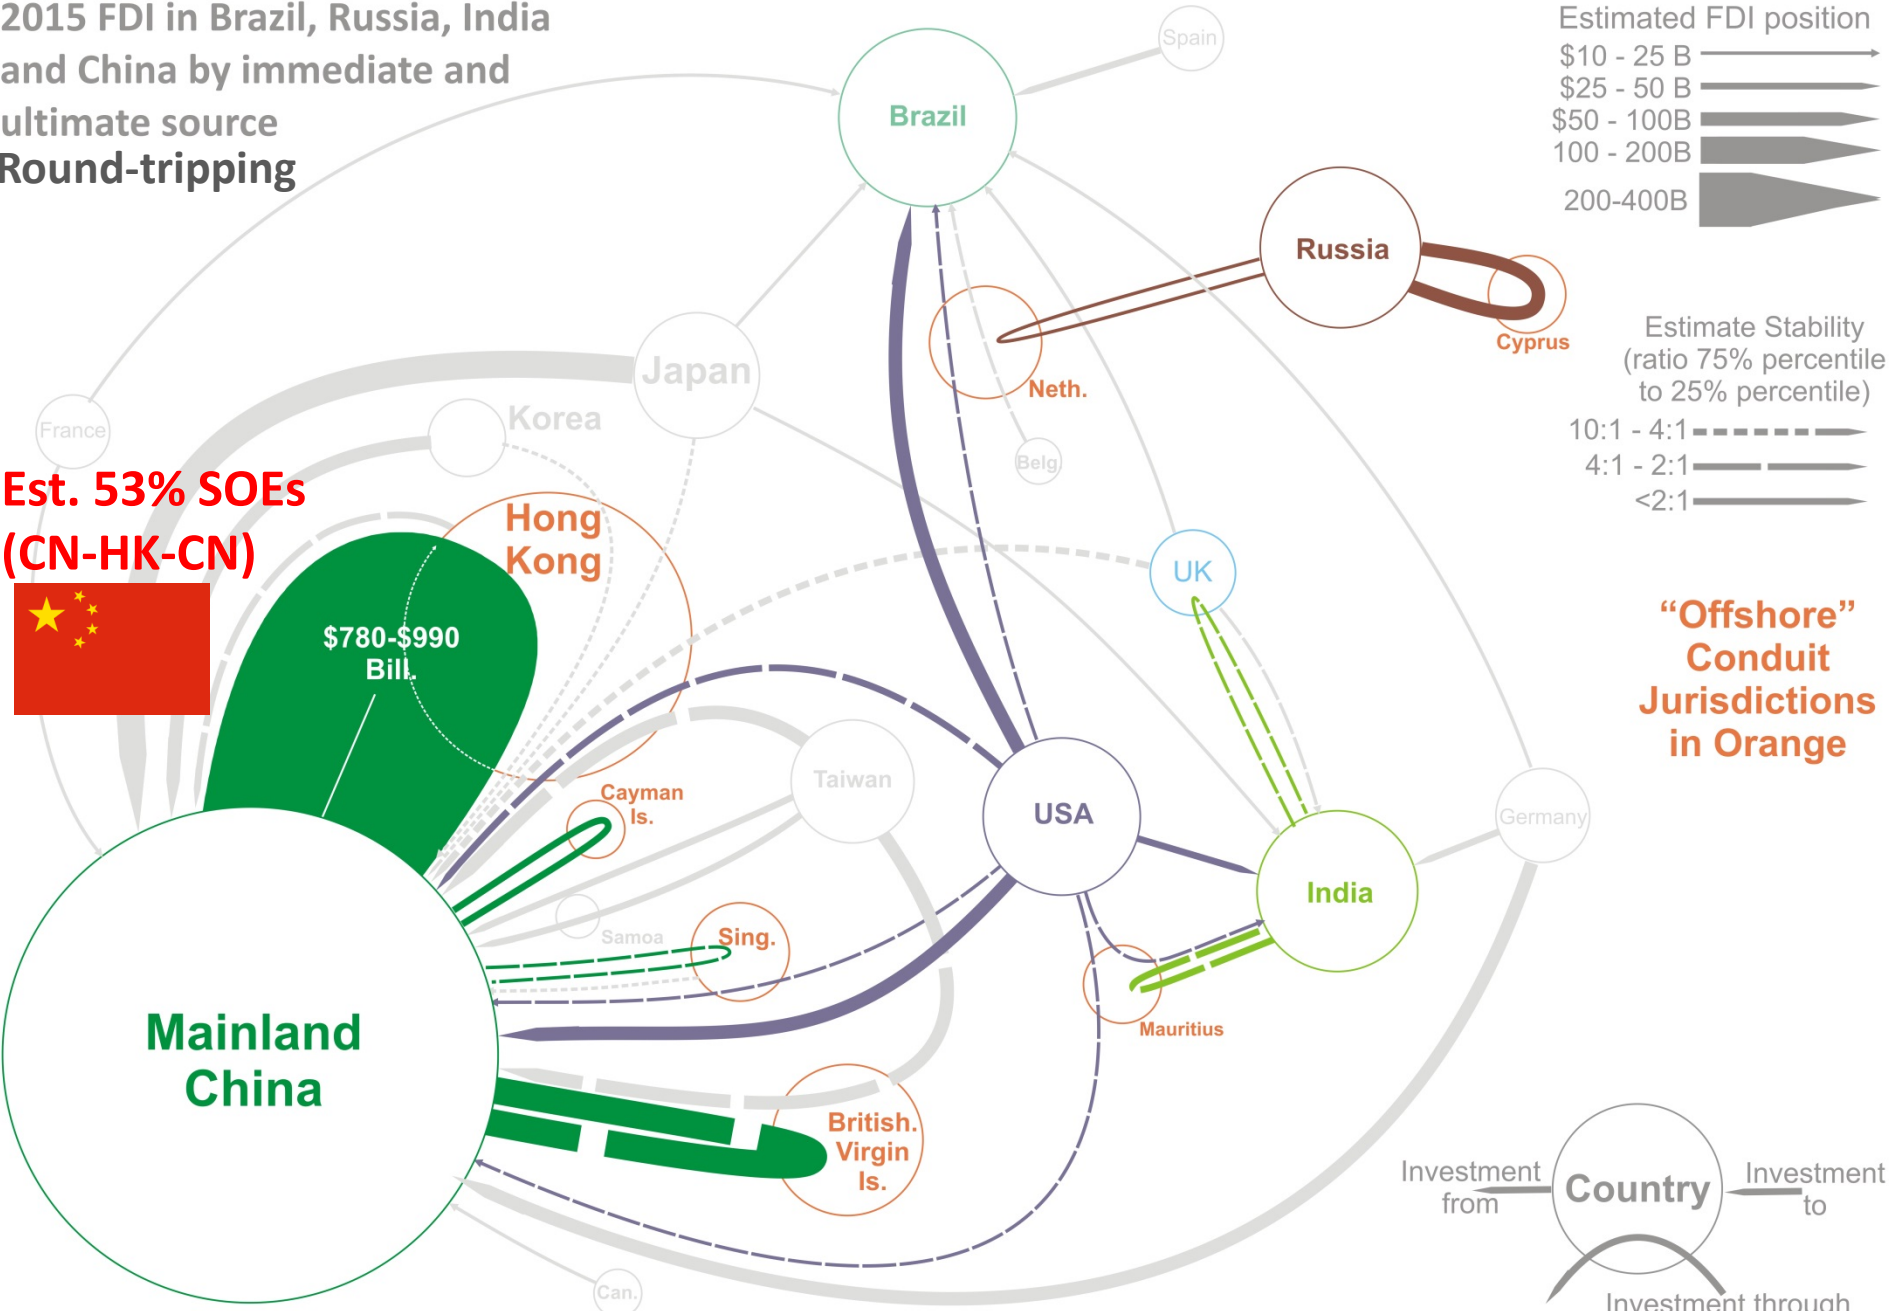 2015 FDI in Brazil, Russia, India
and China by immediate and
ultimate source
Round-tripping
Estimated FDI position
$10 - 25 B
$25 - 50 B
$50 - 100B
100 - 200B
200-400B
Spain
Brazil
Russia
Cyprus
Neth.
Estimate Stability
(ratio 75% percentile
to 25% percentile)
10:1 - 4:1
4:1 - 2:1
<2:1
Japan
Korea
France
Belg
Est. 53% SOEs
(CN-HK-CN)
Hong
Kong
UK
$780-$990
Bill.
"Offshore"
Conduit
Jurisdictions
in Orange
Taiwan
Cayman
Is.
USA
Germany
India
Samoa
Sing.
Mauritius
Mainland
China
British.
Virgin
Is.
Can.
Investment
from
Country
Investment
to
Investment through